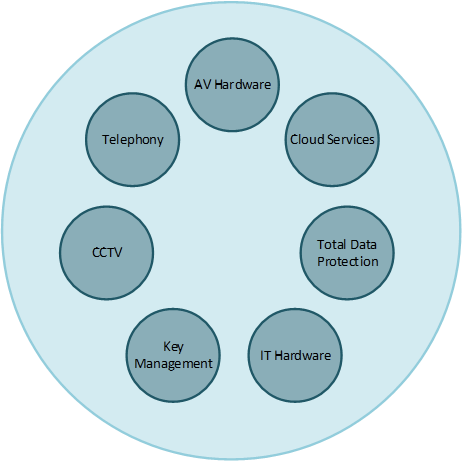 AV Hardware
Telephony
Cloud Services
CCTV
Total Data
Protection
Key
Management
IT Hardware